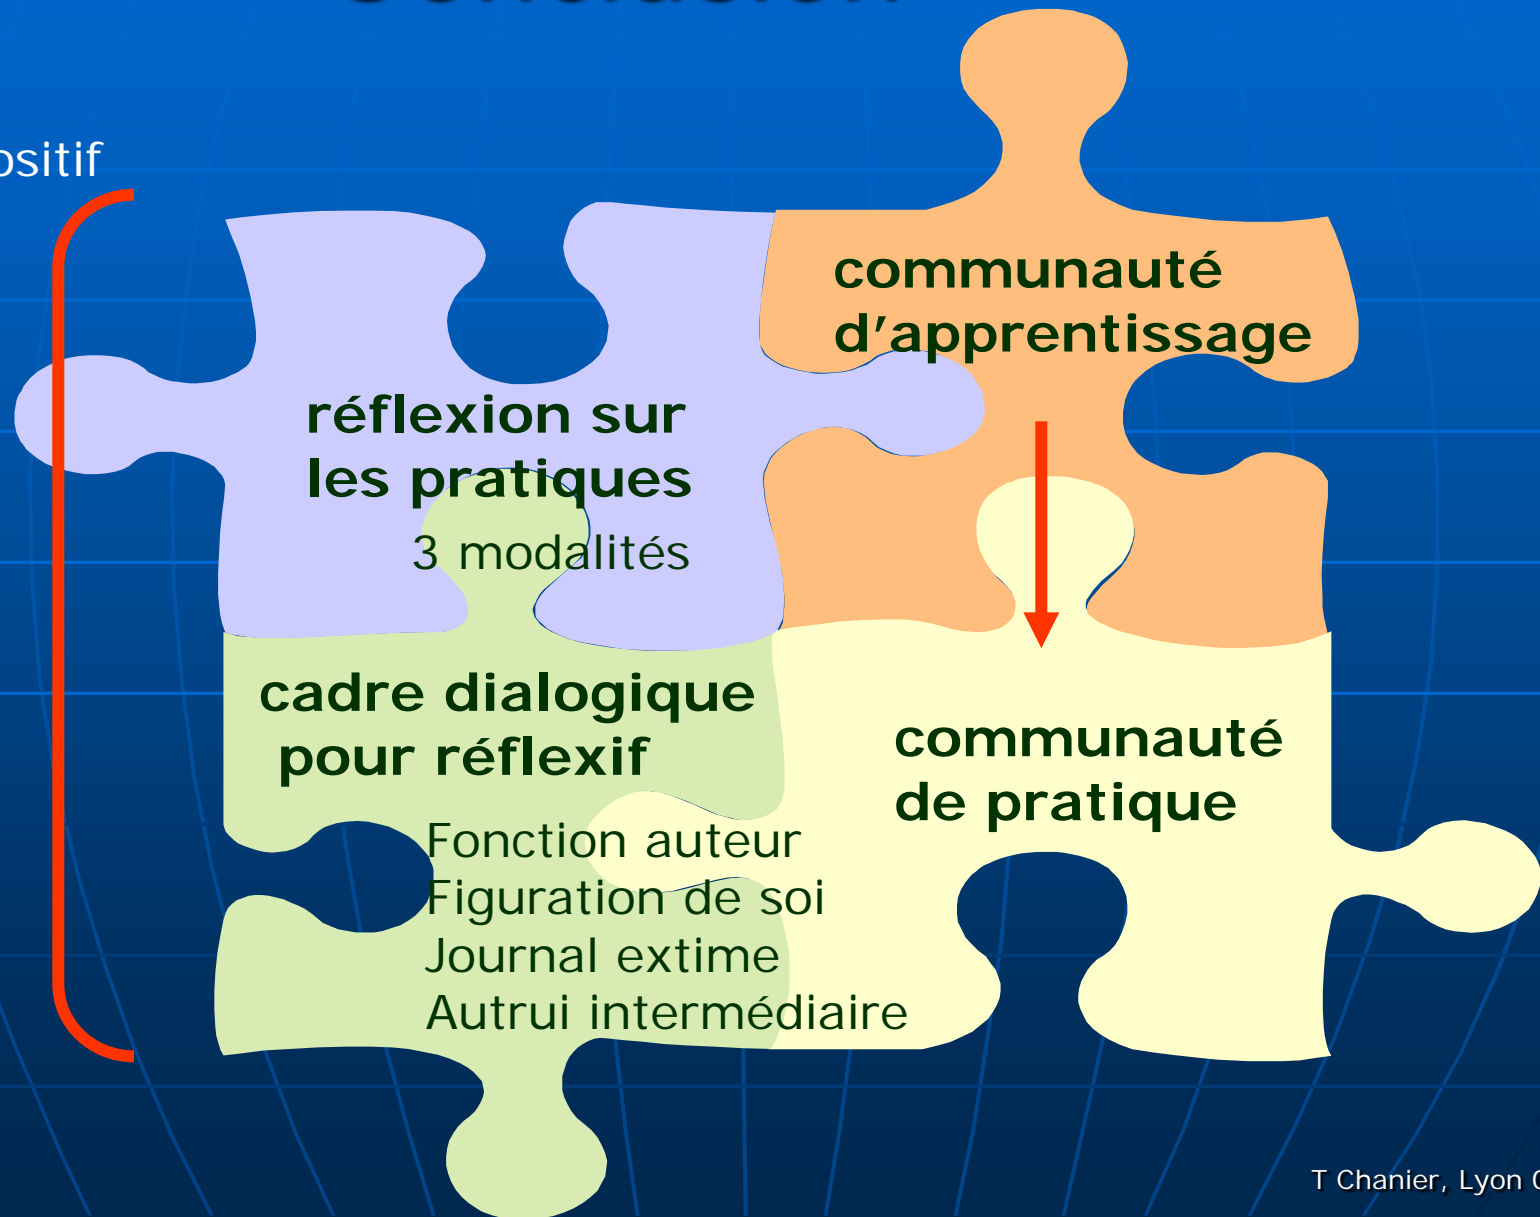 communauté
d’apprentissage
réflexion sur
les pratiques
3 modalités
cadre dialogique
pour réflexif
communauté
de pratique
Fonction auteur
Figuration de soi
Journal extime
Autrui intermédiaire
T Chanier, Lyon